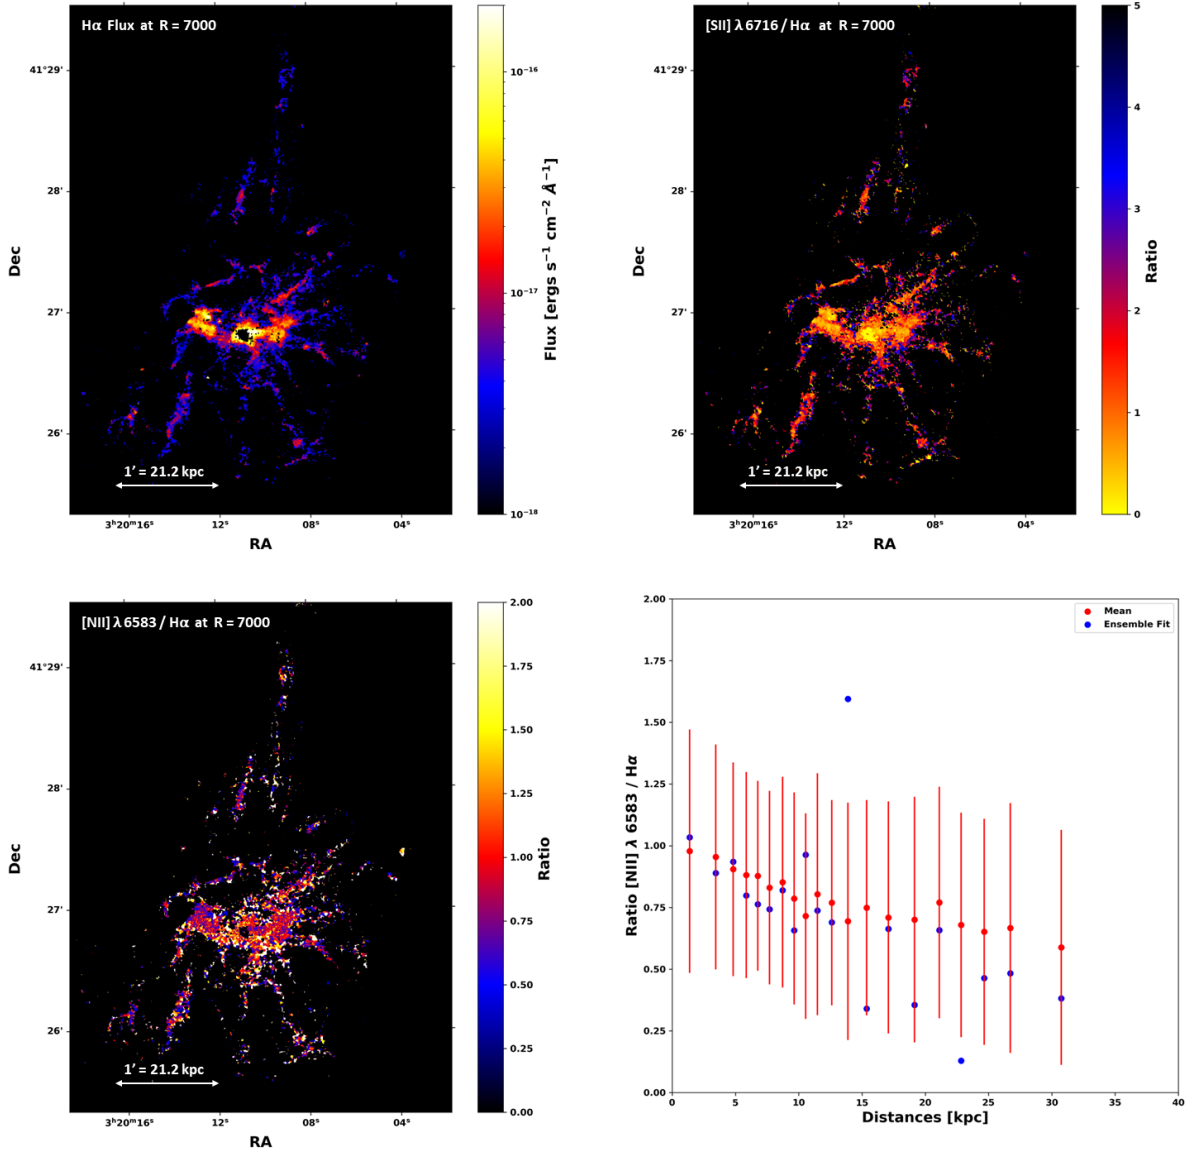 Hα Flux at R = 7000
41°29'
28'
27'
26'
Dec
1' = 21.2 kpc
3ʰ20ᵐ16ˢ 12ˢ 08ˢ 04ˢ
RA
10⁻¹⁶
10⁻¹⁷
10⁻¹⁸
Flux [ergs s⁻¹ cm⁻² Å⁻¹]
[SII] λ 6716 / Hα at R = 7000
41°29'
28'
27'
26'
Dec
1' = 21.2 kpc
3ʰ20ᵐ16ˢ 12ˢ 08ˢ 04ˢ
RA
5
4
3
2
1
0
Ratio
[NII] λ 6583 / Hα at R = 7000
41°29'
28'
27'
26'
Dec
1' = 21.2 kpc
3ʰ20ᵐ16ˢ 12ˢ 08ˢ 04ˢ
RA
2.00
1.75
1.50
1.25
1.00
0.75
0.50
0.25
0.00
Ratio
Mean
Ensemble Fit
2.00
1.75
1.50
1.25
1.00
0.75
0.50
0.25
0.00
Ratio [NII] λ 6583 / Hα
0 5 10 15 20 25 30 35 40
Distances [kpc]